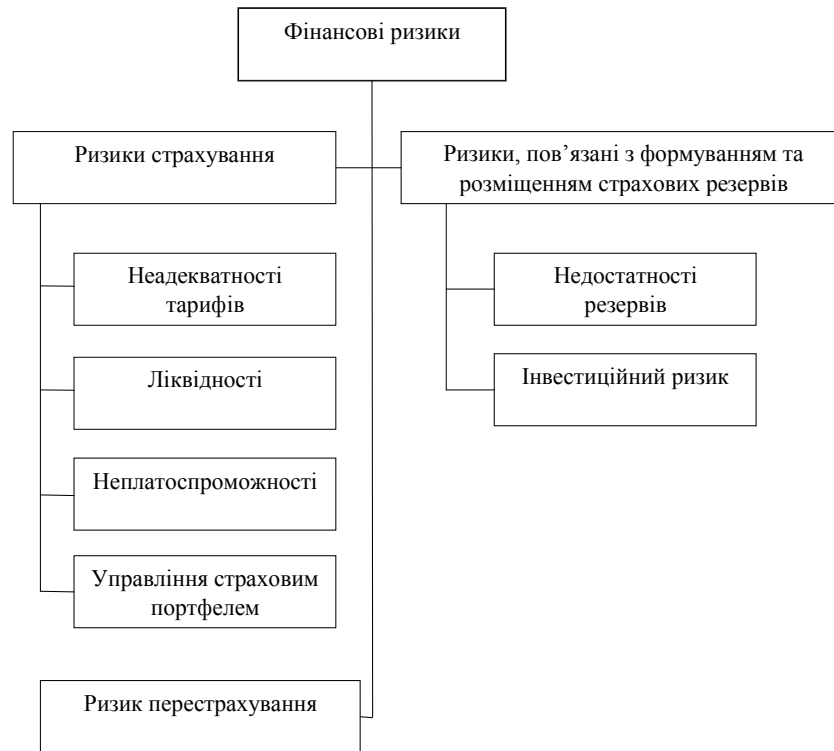 Фінансові ризики
Ризики страхування
Ризики, пов’язані з формуванням та
розміщенням страхових резервів
Неадекватності
тарифів
Ліквідності
Неплатоспроможності
Управління страховим
портфелем
Недостатності
резервів
Інвестиційний ризик
Ризик перестрахування